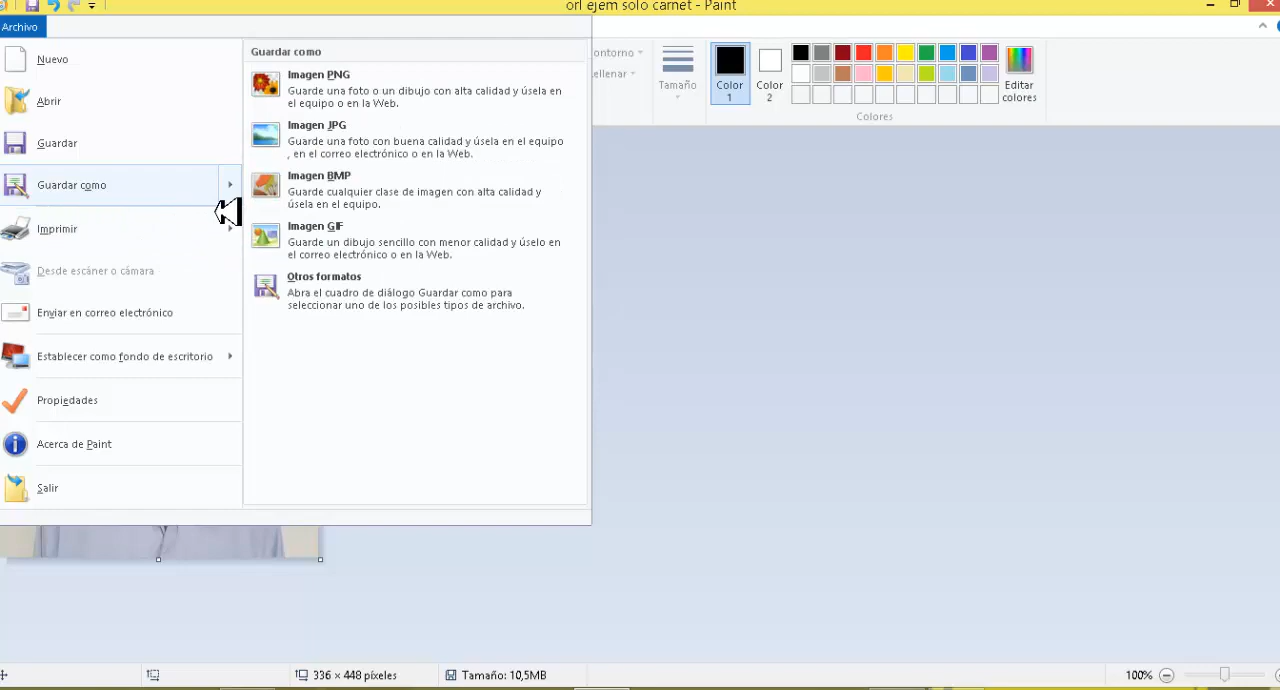 orl ejem solo carnet - Paint
Archivo
Nuevo
Abrir
Guardar
Guardar como
Imprimir
Desde escáner o cámara
Enviar en correo electrónico
Establecer como fondo de escritorio
Propiedades
Acerca de Paint
Salir
Guardar como
Imagen PNG
Guarde una foto o un dibujo con alta calidad y úsela en
el equipo o en la Web.
Imagen JPG
Guarde una foto con buena calidad y úsela en el equipo
, en el correo electrónico o en la Web.
Imagen BMP
Guarde cualquier clase de imagen con alta calidad y
úsela en el equipo.
Imagen GIF
Guarde un dibujo sencillo con menor calidad y úselo en
el correo electrónico o en la Web.
Otros formatos
Abra el cuadro de diálogo Guardar como para
seleccionar uno de los posibles tipos de archivo.
ontorno
ellenar
Tamaño
Color
1
Color
2
Editar
colores
Colores
336 × 448 píxeles
Tamaño: 10,5MB
100%